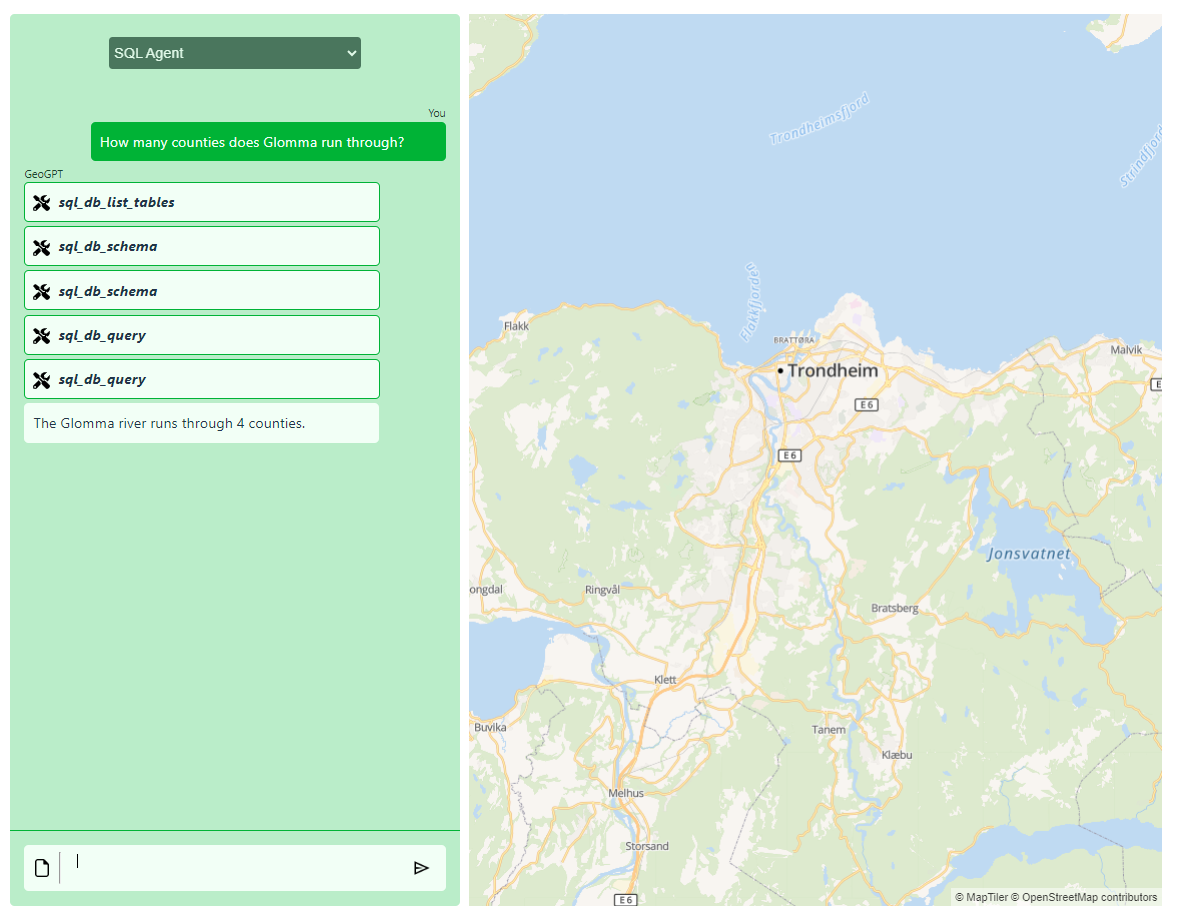 SQL Agent
You
How many counties does Glomma run through?
GeoGPT
sql_db_list_tables
sql_db_schema
sql_db_schema
sql_db_query
sql_db_query
The Glomma river runs through 4 counties.
Trondheimsfjord
Strindfjord
Flakkfjorden
Flakk
BRATTØRA
Malvik
Trondheim
E
E6
E6
Jonsvatnet
ongdal
Ringvål
Bratsberg
Klett
Buvika
Tanem
Klæbu
Melhus
Storsand
E6
© MapTiler © OpenStreetMap contributors